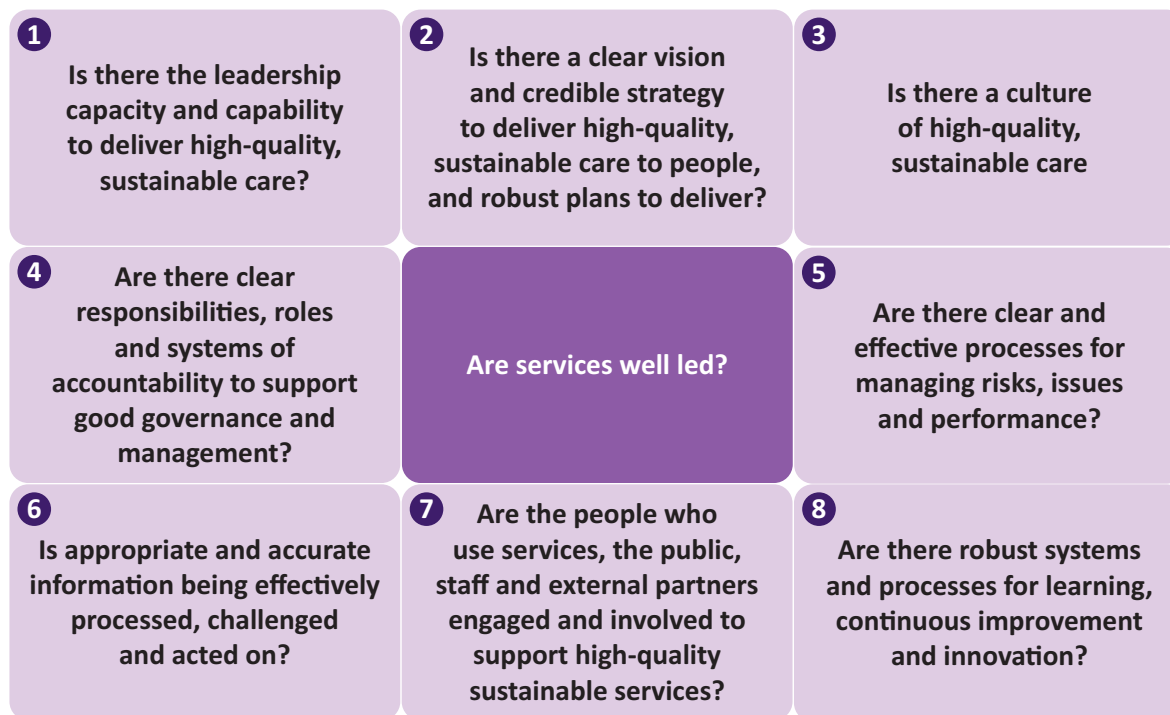 1
Is there the leadership
capacity and capability
to deliver high-quality,
sustainable care?
2
Is there a clear vision
and credible strategy
to deliver high-quality,
sustainable care to people,
and robust plans to deliver?
3
Is there a culture
of high-quality,
sustainable care
4
Are there clear
responsibilities, roles
and systems of
accountability to support
good governance and
management?
Are services well led?
5
Are there clear and
effective processes for
managing risks, issues
and performance?
6
Is appropriate and accurate
information being effectively
processed, challenged
and acted on?
7
Are the people who
use services, the public,
staff and external partners
engaged and involved to
support high-quality
sustainable services?
8
Are there robust systems
and processes for learning,
continuous improvement
and innovation?